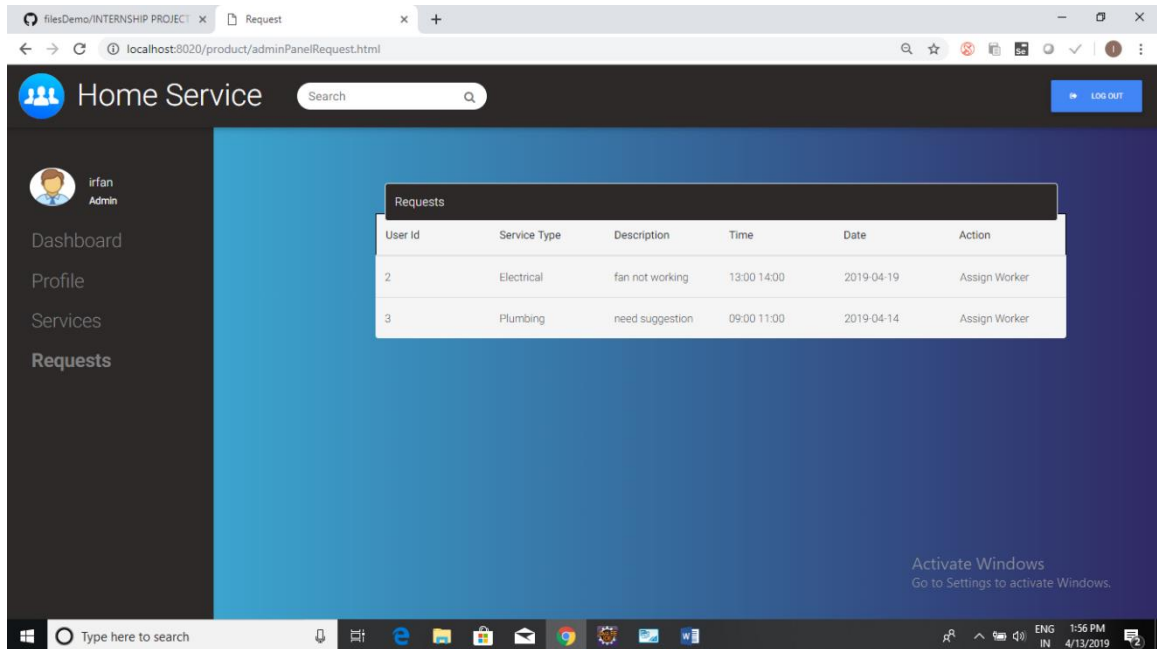 filesDemo/INTERNSHIP PROJECT
Request
localhost:8020/product/adminPanelRequest.html
Se
I
Home Service
Search
LOG OUT
irfan
Admin
Dashboard
Profile
Services
Requests
Requests
User Id Service Type Description Time Date Action
2 Electrical fan not working 13:00 14:00 2019-04-19 Assign Worker
3 Plumbing need suggestion 09:00 11:00 2019-04-14 Assign Worker
Activate Windows
Go to Settings to activate Windows.
Type here to search
ENG
IN
1:56 PM
4/13/2019
2